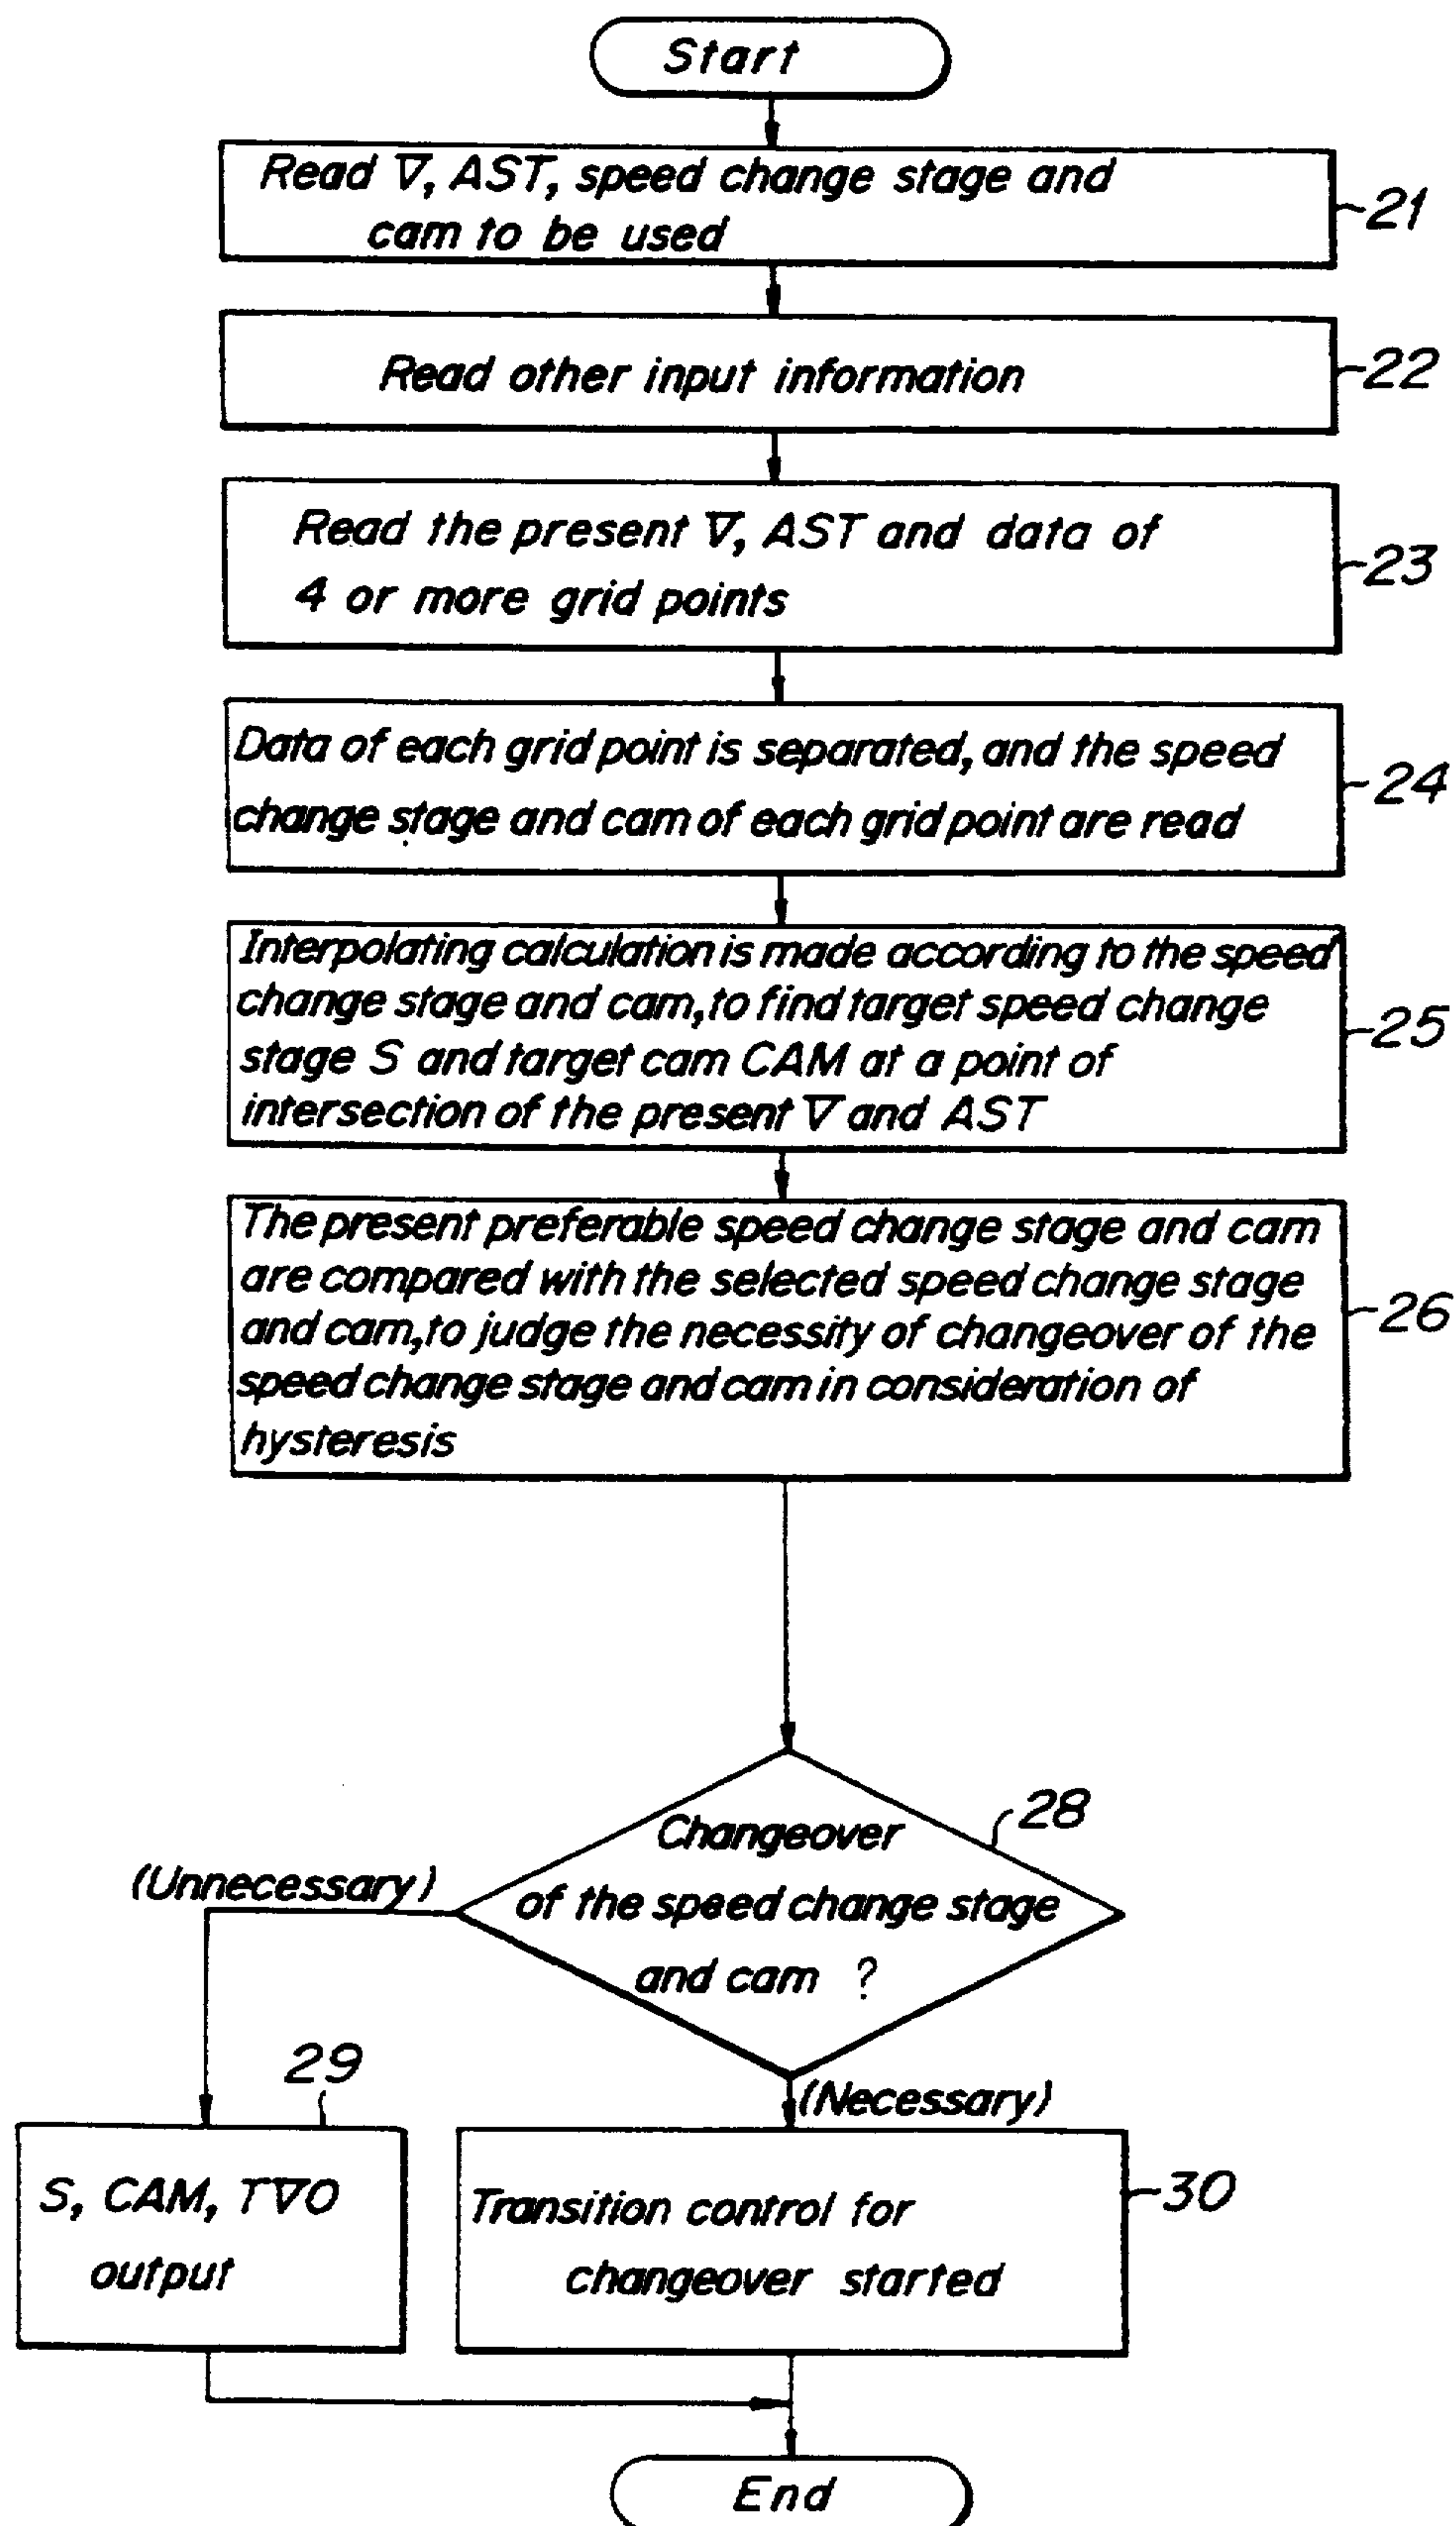 Start
Read ∇, AST, speed change stage and
cam to be used
21
Read other input information
22
Read the present ∇, AST and data of
4 or more grid points
23
Data of each grid point is separated, and the speed
change stage and cam of each grid point are read
24
Interpolating calculation is made according to the speed
change stage and cam, to find target speed change
stage S and target cam CAM at a point of
intersection of the present ∇ and AST
25
The present preferable speed change stage and cam
are compared with the selected speed change stage
and cam, to judge the necessity of changeover of the
speed change stage and cam in consideration of
hysteresis
26
28
Changeover
of the speed change stage
and cam ?
(Unnecessary)
(Necessary)
29
S, CAM, T∇O
output
Transition control for
changeover started
30
End